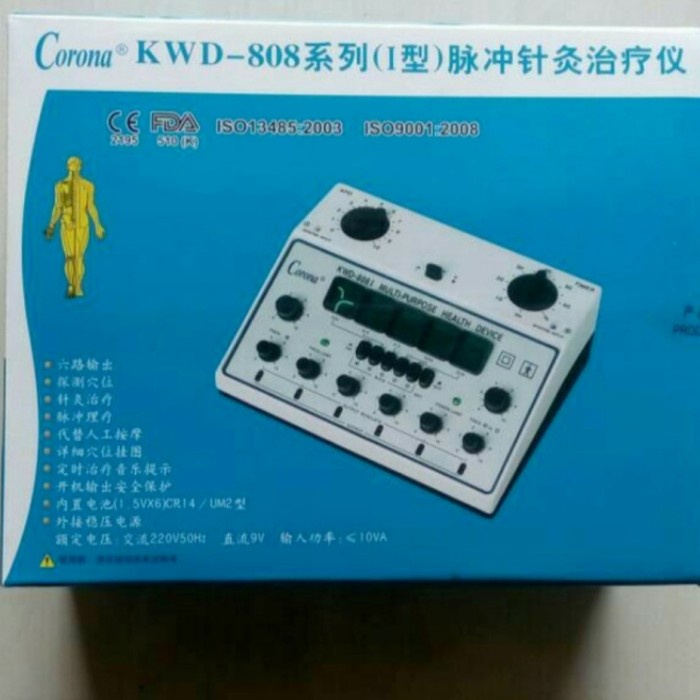 Corona® KWD-808系列(I型)脉冲针灸治疗仪
CE FDA ISO13485:2003 ISO9001:2008
2195 510 (K)
Corona®
KWD-808I MULTI-PURPOSE HEALTH DEVICE
六路输出
探测穴位
针灸治疗
脉冲理疗
代替人工按摩
详细穴位挂图
定时治疗音乐提示
开机输出安全保护
内置电池(1.5VX6)CR14/UM2型
外接稳压电源
额定电压:交流220V50Hz 直流9V 输入功率:≤10VA